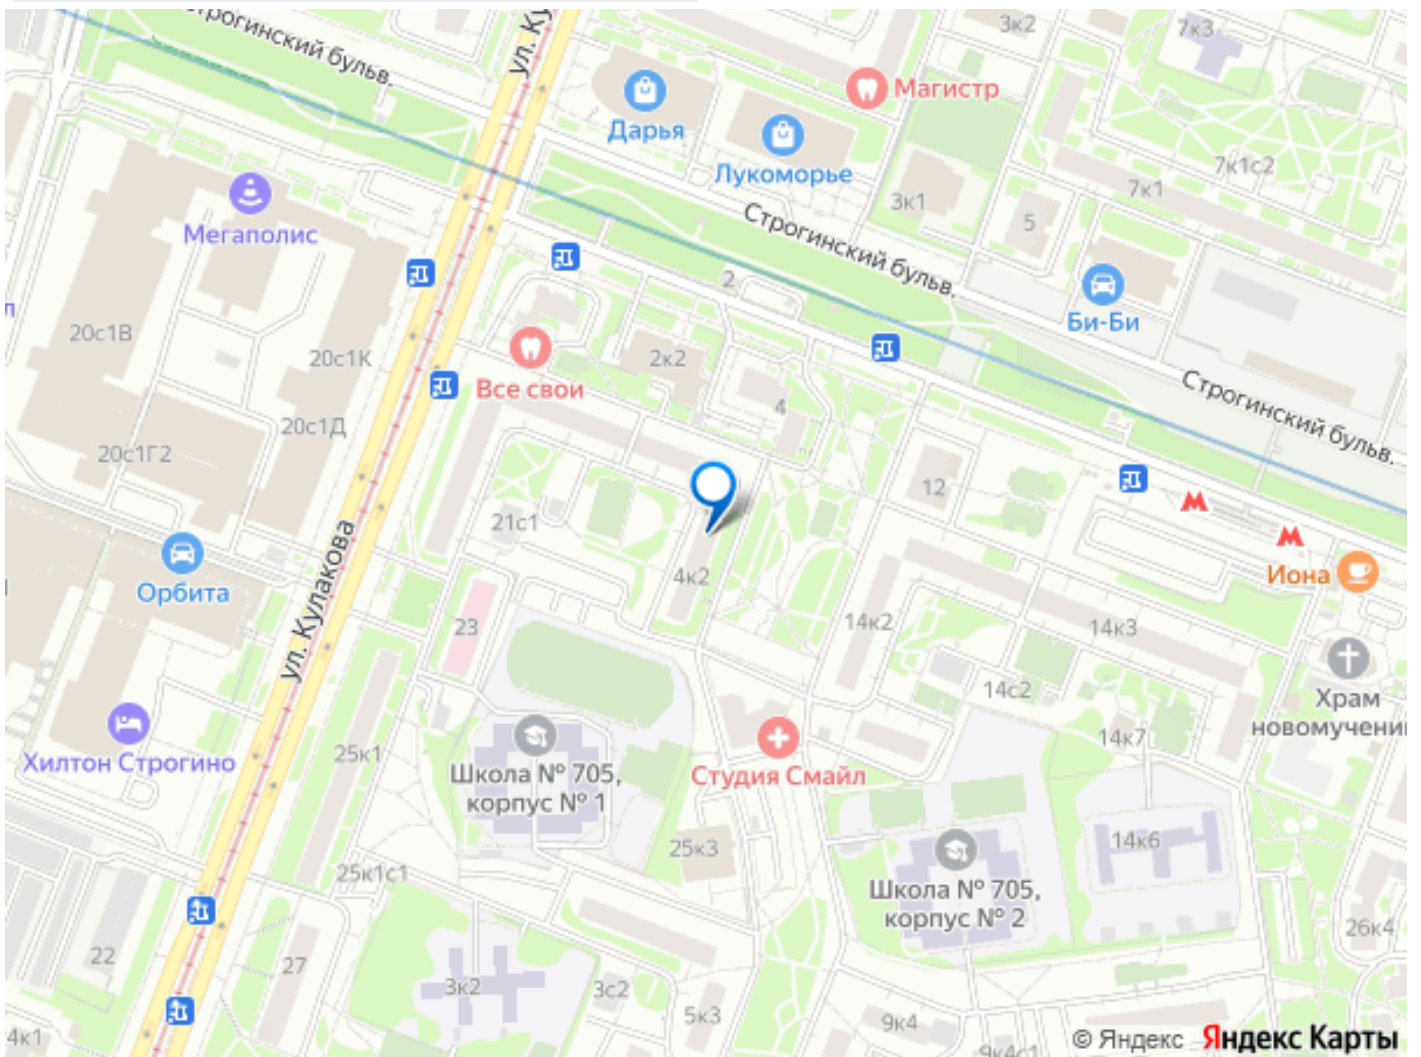 Строгинский бульв.
ул. Ку
3к2
7к3
Магистр
Дарья
Лукоморье
7к1с2
7к1
3к1
5
Мегаполис
Строгинский бульв.
2
Би-Би
л
20с1В
20с1К
2к2
Все свои
4
Строгинский бульв.
20с1Д
20с1Г2
12
21с1
ул. Кулакова
Орбита
4к2
Иона
23
14к2
14к3
14с2
Храм
новомучени
Хилтон Строгино
25к1
Школа № 705,
корпус № 1
Студия Смайл
14к7
25к3
14к6
25к1с1
Школа № 705,
корпус № 2
26к4
22
27
3к2
3с2
5к3
9к4
4к1
9к4с1
© Яндекс Яндекс Карты